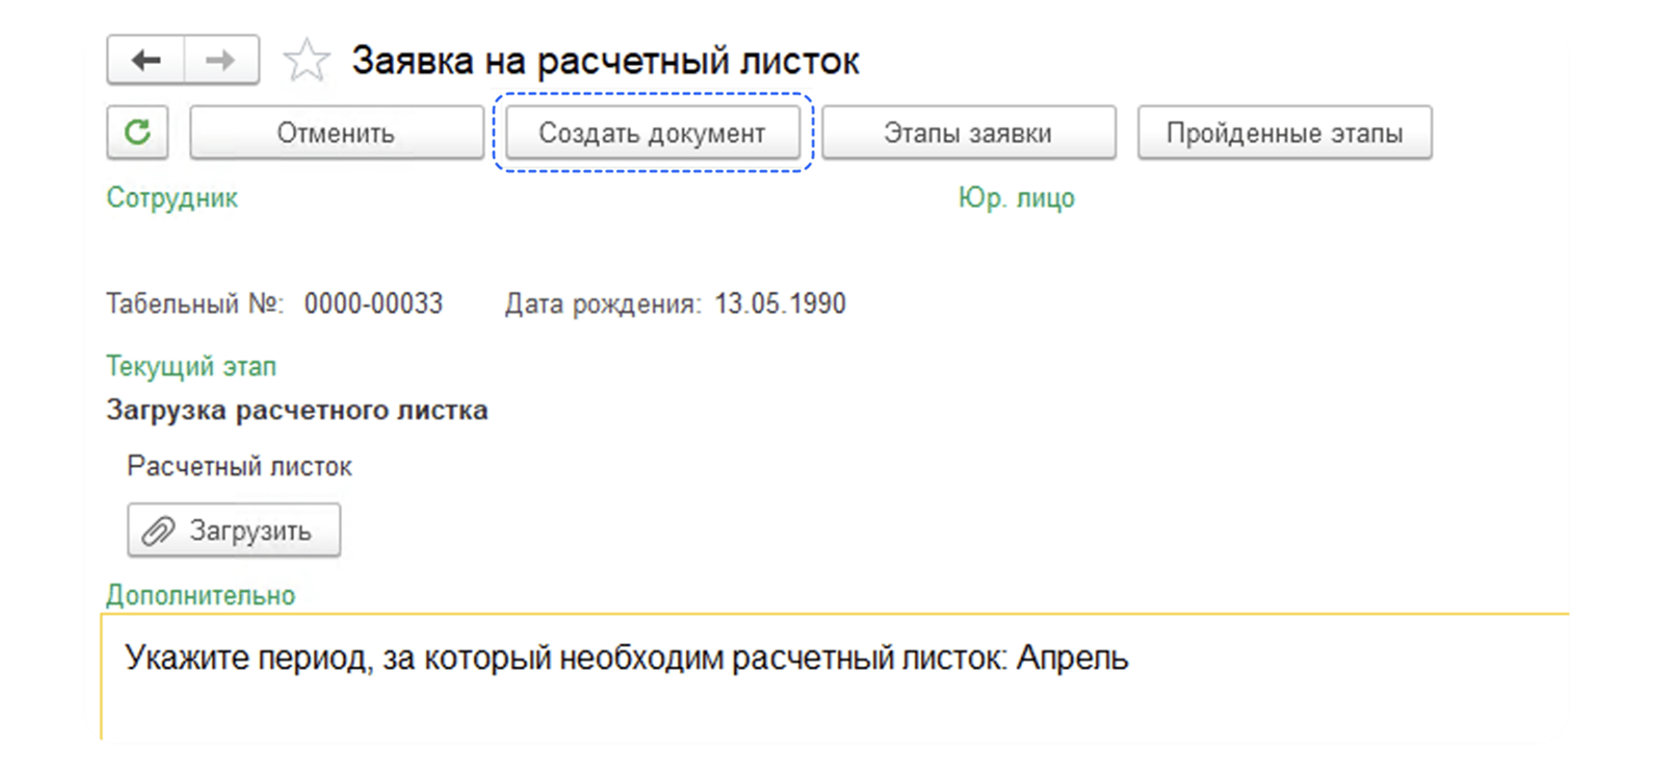 Заявка на расчетный листок
Отменить Создать документ Этапы заявки Пройденные этапы
Сотрудник Юр. лицо
Табельный №: 0000-00033 Дата рождения: 13.05.1990
Текущий этап
Загрузка расчетного листка
Расчетный листок
Загрузить
Дополнительно
Укажите период, за который необходим расчетный листок: Апрель